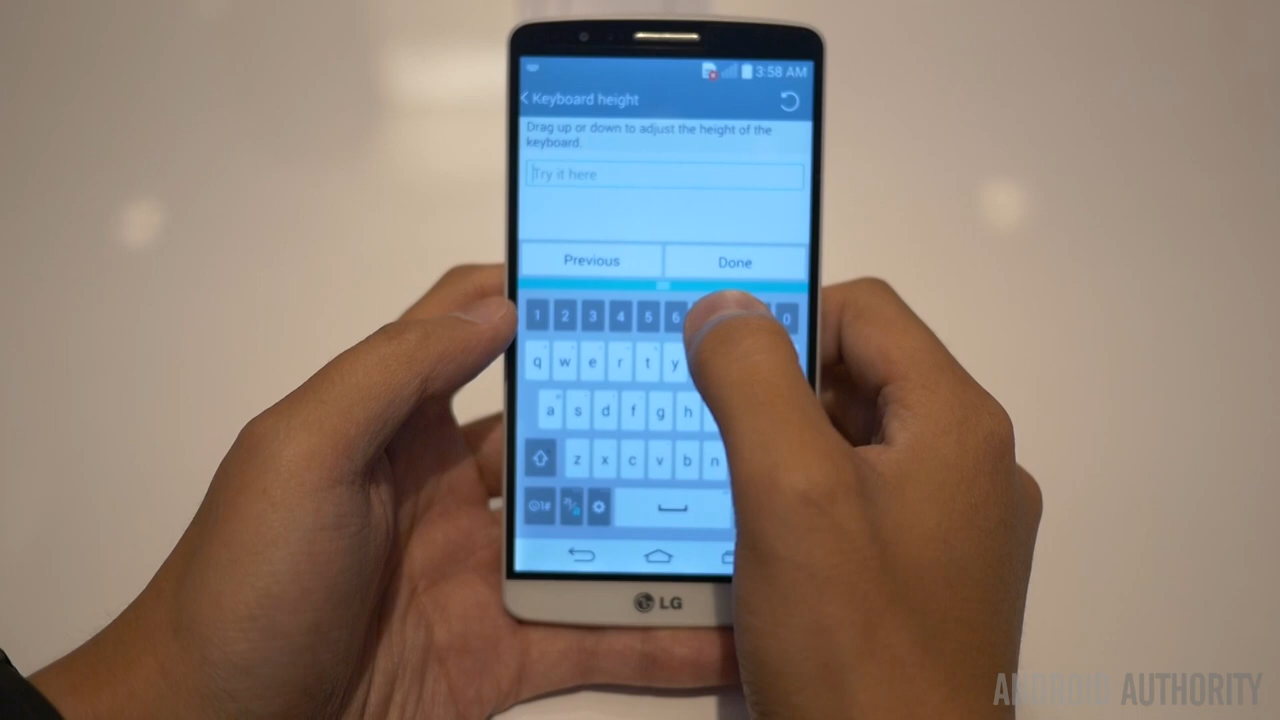 3:58 AM
Keyboard height
Drag up or down to adjust the height of the
keyboard.
Try it here
Previous Done
1 2 3 4 5 6 0
q w e r t y
a s d f g h
z x c v b n
LG
ANDROID AUTHORITY